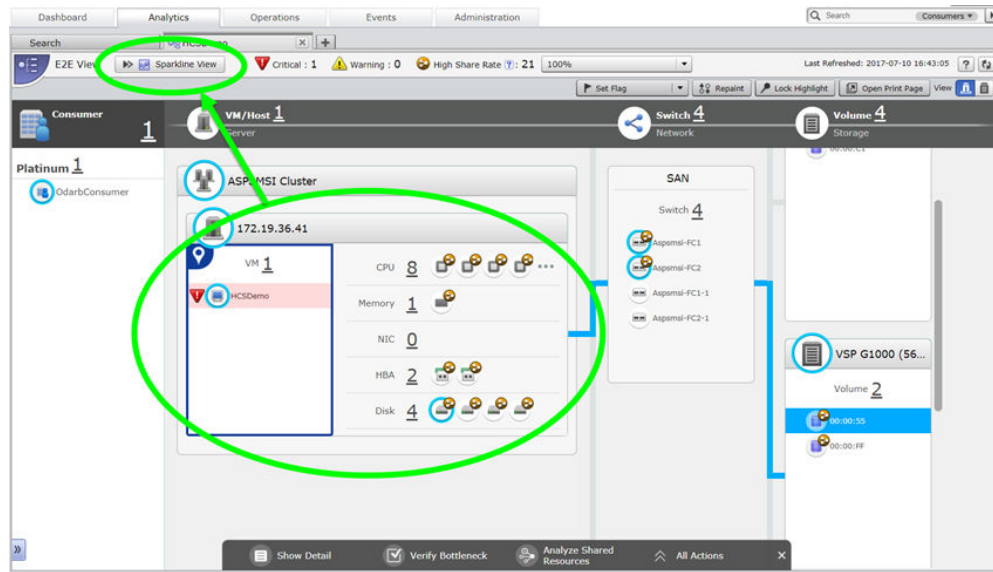 Dashboard Analytics Operations Events Administration Search Consumers
Search HCSDemo
E2E View Sparkline View Critical : 1 Warning : 0 High Share Rate : 21 100% Last Refreshed: 2017-07-10 16:43:05
Set Flag Repaint Lock Highlight Open Print Page View
Consumer 1 VM/Host 1 Switch 4 Volume 4
Server Network Storage
00:00:C1
Platinum 1
OdarbConsumer
ASPSMSI Cluster
172.19.36.41
VM 1
HCSDemo
CPU 8
Memory 1
NIC 0
HBA 2
Disk 4
SAN
Switch 4
Aspsmsi-FC1
Aspsmsi-FC2
Aspsmsi-FC1-1
Aspsmsi-FC2-1
VSP G1000 (56...
Volume 2
00:00:55
00:00:FF
Show Detail Verify Bottleneck Analyze Shared Resources All Actions